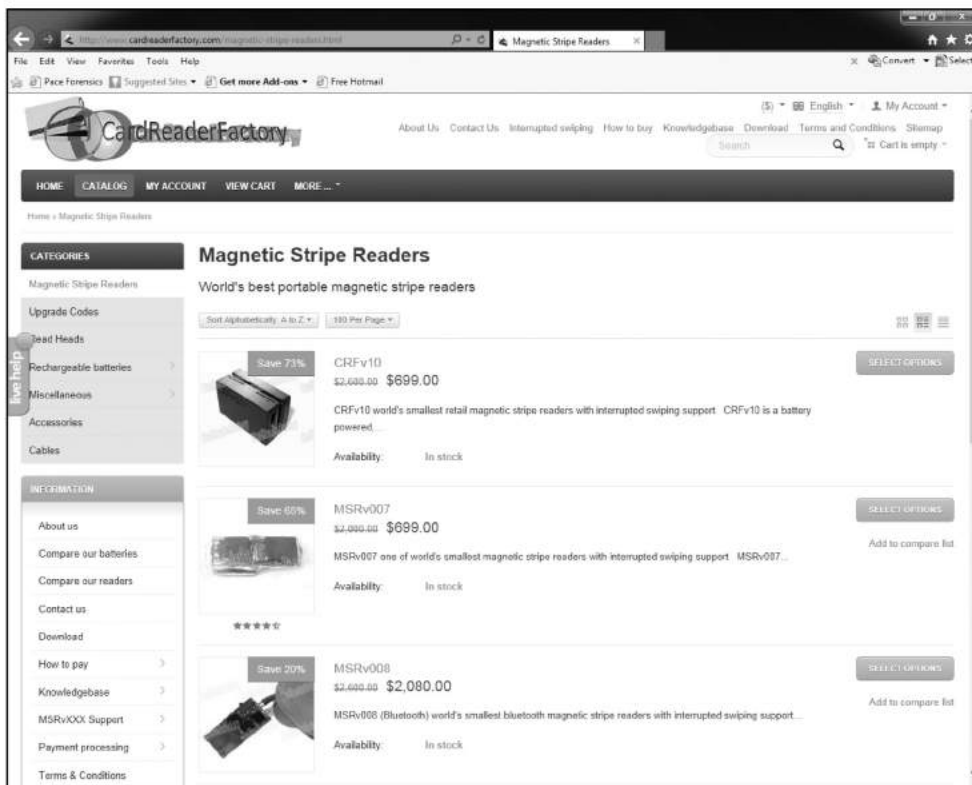 http://www.cardreaderfactory.com/magnetic-stripe-readers.html
Magnetic Stripe Readers
File Edit View Favorites Tools Help
Convert Select
Pace Forensics Suggested Sites Get more Add-ons Free Hotmail
($) English My Account
CardReaderFactory
About Us Contact Us Interrupted swiping How to buy Knowledgebase Download Terms and Conditions Sitemap
Search Cart is empty
HOME CATALOG MY ACCOUNT VIEW CART MORE ...
Home » Magnetic Stripe Readers
CATEGORIES
Magnetic Stripe Readers
Upgrade Codes
Read Heads
Rechargeable batteries
Miscellaneous
Accessories
Cables
live help
INFORMATION
About us
Compare our batteries
Compare our readers
Contact us
Download
How to pay
Knowledgebase
MSRvXXX Support
Payment processing
Terms & Conditions
Magnetic Stripe Readers
World's best portable magnetic stripe readers
Sort Alphabetically: A to Z 100 Per Page
Save 73%
CRFv10
$2,600.00 $699.00
CRFv10 world's smallest retail magnetic stripe readers with interrupted swiping support CRFv10 is a battery
powered...
Availability: In stock
SELECT OPTIONS
Save 65%
MSRv007
$2,000.00 $699.00
MSRv007 one of world's smallest magnetic stripe readers with interrupted swiping support MSRv007...
Availability: In stock
SELECT OPTIONS
Add to compare list
Save 20%
MSRv008
$2,600.00 $2,080.00
MSRv008 (Bluetooth) world's smallest bluetooth magnetic stripe readers with interrupted swiping support...
Availability: In stock
SELECT OPTIONS
Add to compare list